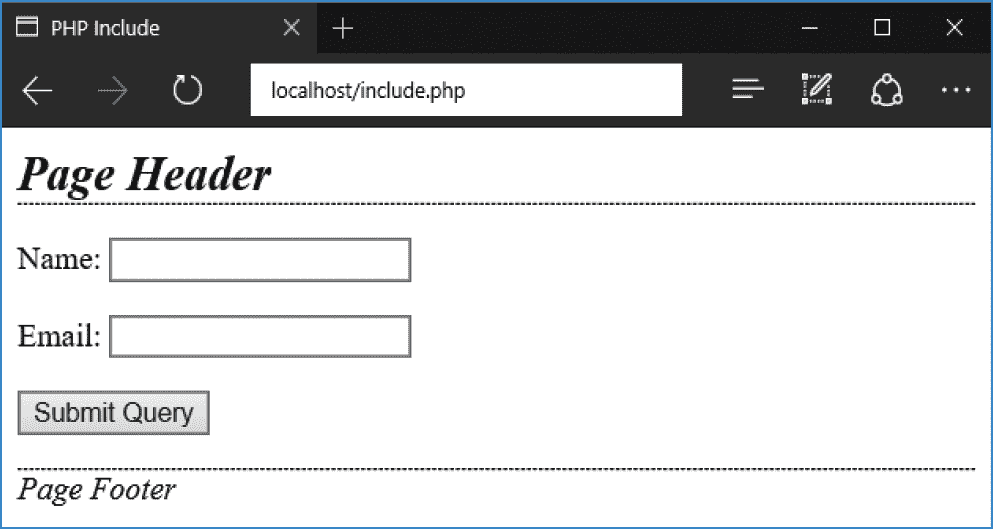 PHP Include
localhost/include.php
Page Header
Name:
Email:
Submit Query
Page Footer